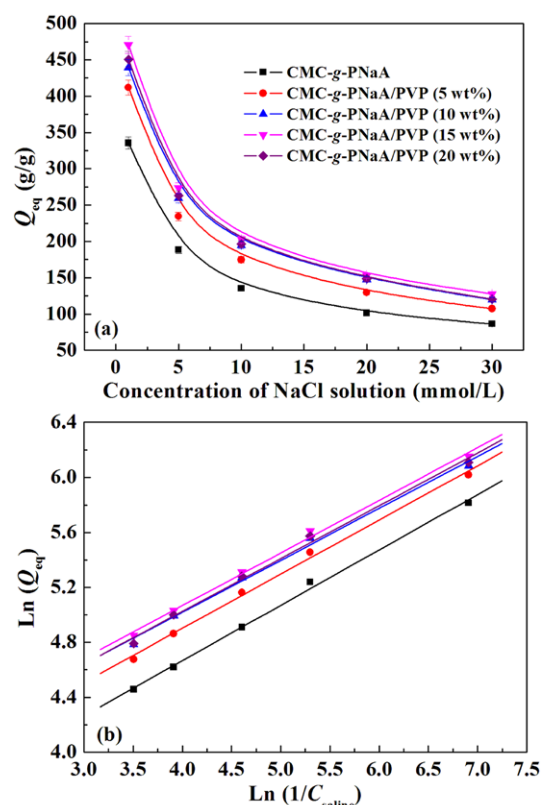 500
450
400
350
300
250
200
150
100
50
Q_eq (g/g)
CMC-g-PNaA
CMC-g-PNaA/PVP (5 wt%)
CMC-g-PNaA/PVP (10 wt%)
CMC-g-PNaA/PVP (15 wt%)
CMC-g-PNaA/PVP (20 wt%)
(a)
0 5 10 15 20 25 30
Concentration of NaCl solution (mmol/L)
6.4
6.0
5.6
5.2
4.8
4.4
4.0
Ln (Q_eq)
(b)
3.0 3.5 4.0 4.5 5.0 5.5 6.0 6.5 7.0 7.5
Ln (1/C_saline)